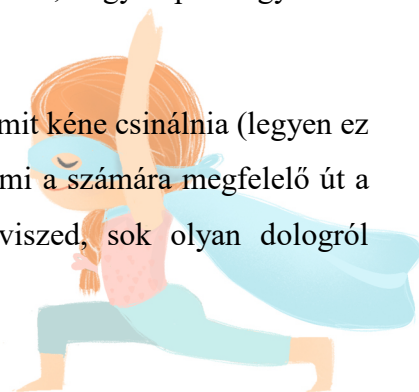 mit kéne csinálnia (legyen ez
mi a számára megfelelő út a
viszed, sok olyan dologról